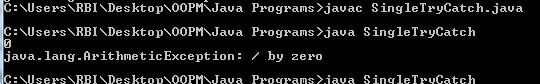 C:\Users\RBI\Desktop\OOPM\Java Programs>javac SingleTryCatch.java
C:\Users\RBI\Desktop\OOPM\Java Programs>java SingleTryCatch
0
java.lang.ArithmeticException: / by zero
C:\Users\RBI\Desktop\OOPM\Java Programs>java SingleTryCatch